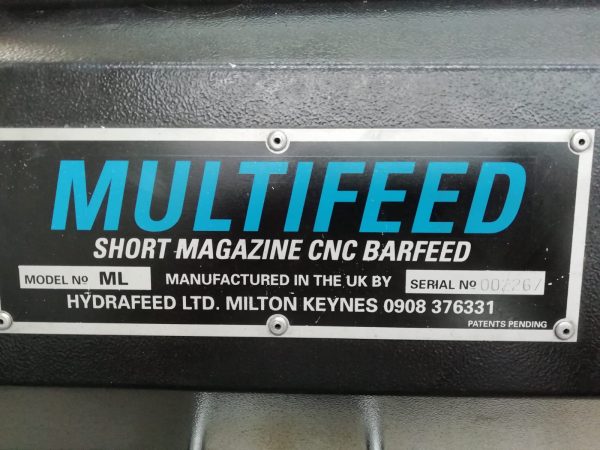 MULTIFEED
SHORT MAGAZINE CNC BARFEED
MODEL Nº ML MANUFACTURED IN THE UK BY SERIAL Nº
HYDRAFEED LTD. MILTON KEYNES 0908 376331
PATENTS PENDING